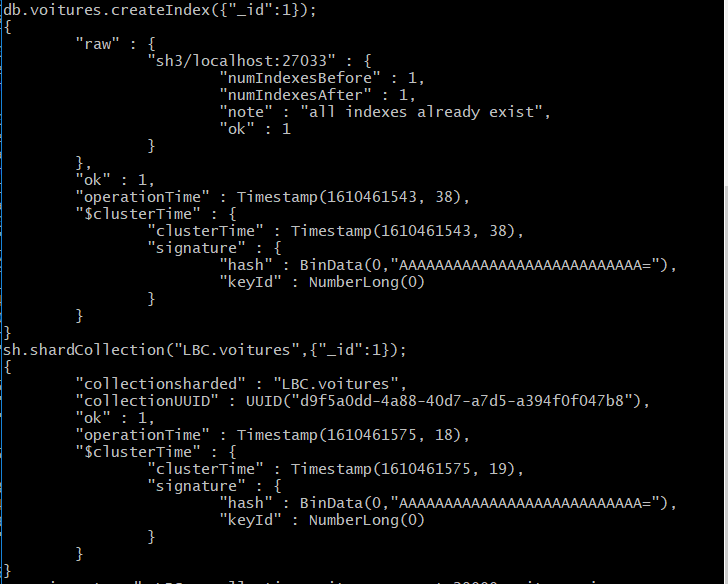 db.voitures.createIndex({"_id":1});
{
"raw" : {
"sh3/localhost:27033" : {
"numIndexesBefore" : 1,
"numIndexesAfter" : 1,
"note" : "all indexes already exist",
"ok" : 1
}
},
"ok" : 1,
"operationTime" : Timestamp(1610461543, 38),
"$clusterTime" : {
"clusterTime" : Timestamp(1610461543, 38),
"signature" : {
"hash" : BinData(0,"AAAAAAAAAAAAAAAAAAAAAAAAAAA="),
"keyId" : NumberLong(0)
}
}
}
sh.shardCollection("LBC.voitures",{"_id":1});
{
"collectionsharded" : "LBC.voitures",
"collectionUUID" : UUID("d9f5a0dd-4a88-40d7-a7d5-a394f0f047b8"),
"ok" : 1,
"operationTime" : Timestamp(1610461575, 18),
"$clusterTime" : {
"clusterTime" : Timestamp(1610461575, 19),
"signature" : {
"hash" : BinData(0,"AAAAAAAAAAAAAAAAAAAAAAAAAAA="),
"keyId" : NumberLong(0)
}
}
}